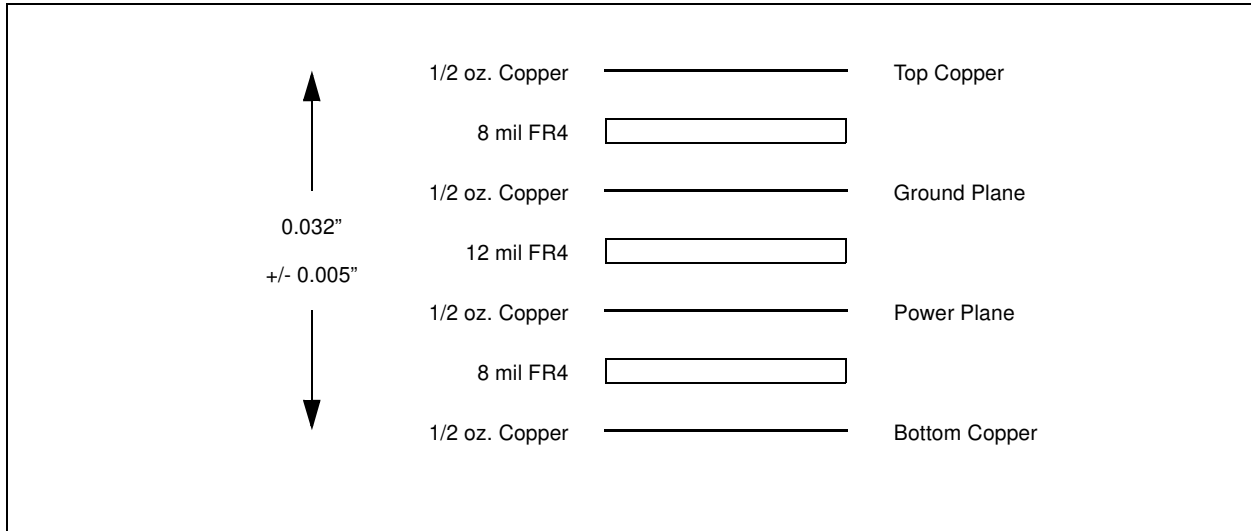 1/2 oz. Copper Top Copper
8 mil FR4
1/2 oz. Copper Ground Plane
0.032”
12 mil FR4
+/- 0.005”
1/2 oz. Copper Power Plane
8 mil FR4
1/2 oz. Copper Bottom Copper